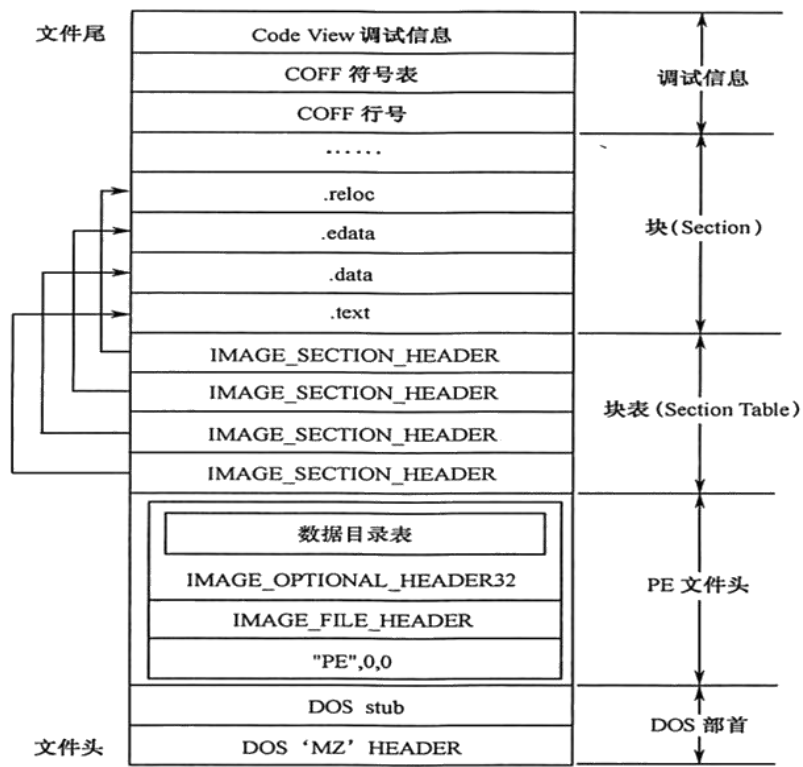 文件尾
Code View 调试信息
COFF 符号表
COFF 行号
调试信息
……
.reloc
.edata
.data
.text
块(Section)
IMAGE_SECTION_HEADER
IMAGE_SECTION_HEADER
IMAGE_SECTION_HEADER
IMAGE_SECTION_HEADER
块表(Section Table)
数据目录表
IMAGE_OPTIONAL_HEADER32
IMAGE_FILE_HEADER
"PE",0,0
PE 文件头
DOS stub
DOS 部首
文件头
DOS ‘MZ’ HEADER